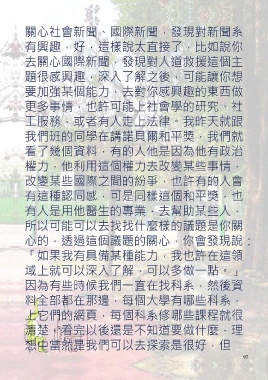 關心社會新聞、國際新聞，發現對新聞系
有興趣，好，這樣說太直接了，比如說你
去關心國際新聞，發現對人道救援這個主
題很感興趣，深入了解之後，可能讓你想
要加強某個能力，去對你感興趣的東西做
更多事情，也許可能上社會學的研究、社
工服務、或者有人走上法律。我昨天就跟
我們班的同學在講諾貝爾和平獎，我們就
看了幾個資料，有的人他是因為他有政治
權力，他利用這個權力去改變某些事情，
改變某些國際之間的紛爭，也許有的人會
有這種認同感，可是同樣這個和平獎，也
有人是用他醫生的專業，去幫助某些人，
所以可能可以去找找什麼樣的議題是你關
心的，透過這個議題的關心，你會發現說：
「如果我有具備某種能力，我也許在這領
域上就可以深入了解，可以多做一點。」
因為有些時候我們一直在找科系，然後資
料全部都在那邊，每個大學有哪些科系，
上它們的網頁，每個科系修哪些課程就很
清楚，看完以後還是不知道要做什麼，理
想中當然是我們可以去探索是很好，但